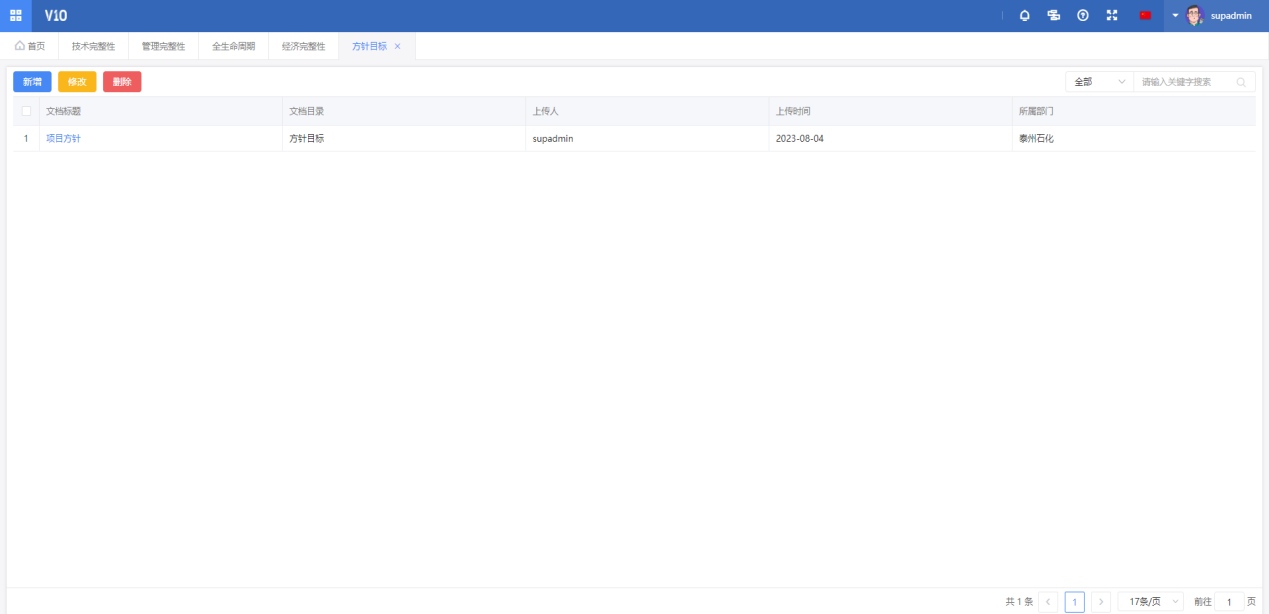 V10
supadmin
首页 技术完整性 管理完整性 全生命周期 经济完整性 方针目标 ×
新增 修改 删除 全部 请输入关键字搜索
文档标题 文档目录 上传人 上传时间 所属部门
1 项目方针 方针目标 supadmin 2023-08-04 泰州石化
共 1 条 < 1 > 17条/页 前往 1 页